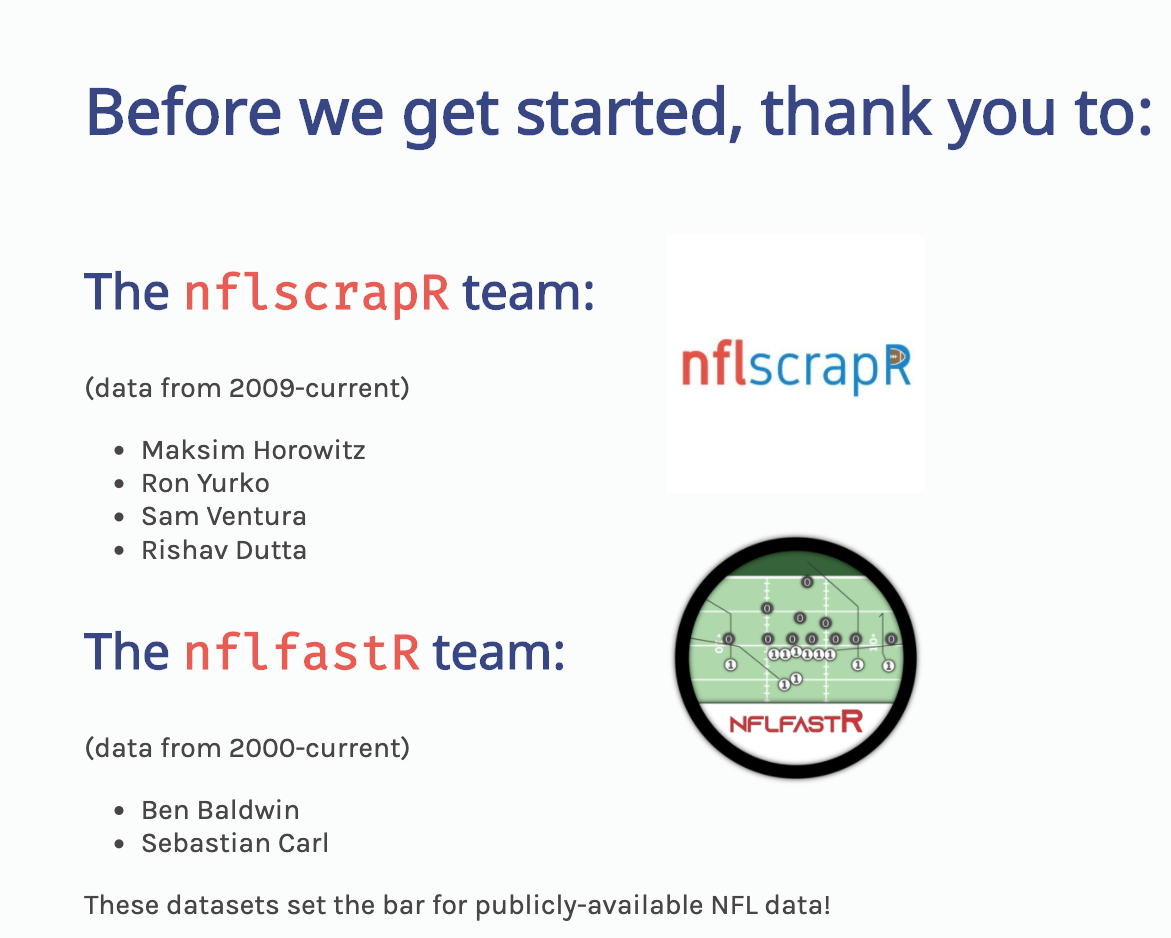 Before we get started, thank you to:
The nflscrapR team:
(data from 2009-current)
Maksim Horowitz
Ron Yurko
Sam Ventura
Rishav Dutta
nflscrapR
The nflfastR team:
(data from 2000-current)
Ben Baldwin
Sebastian Carl
NFLFASTR
These datasets set the bar for publicly-available NFL data!